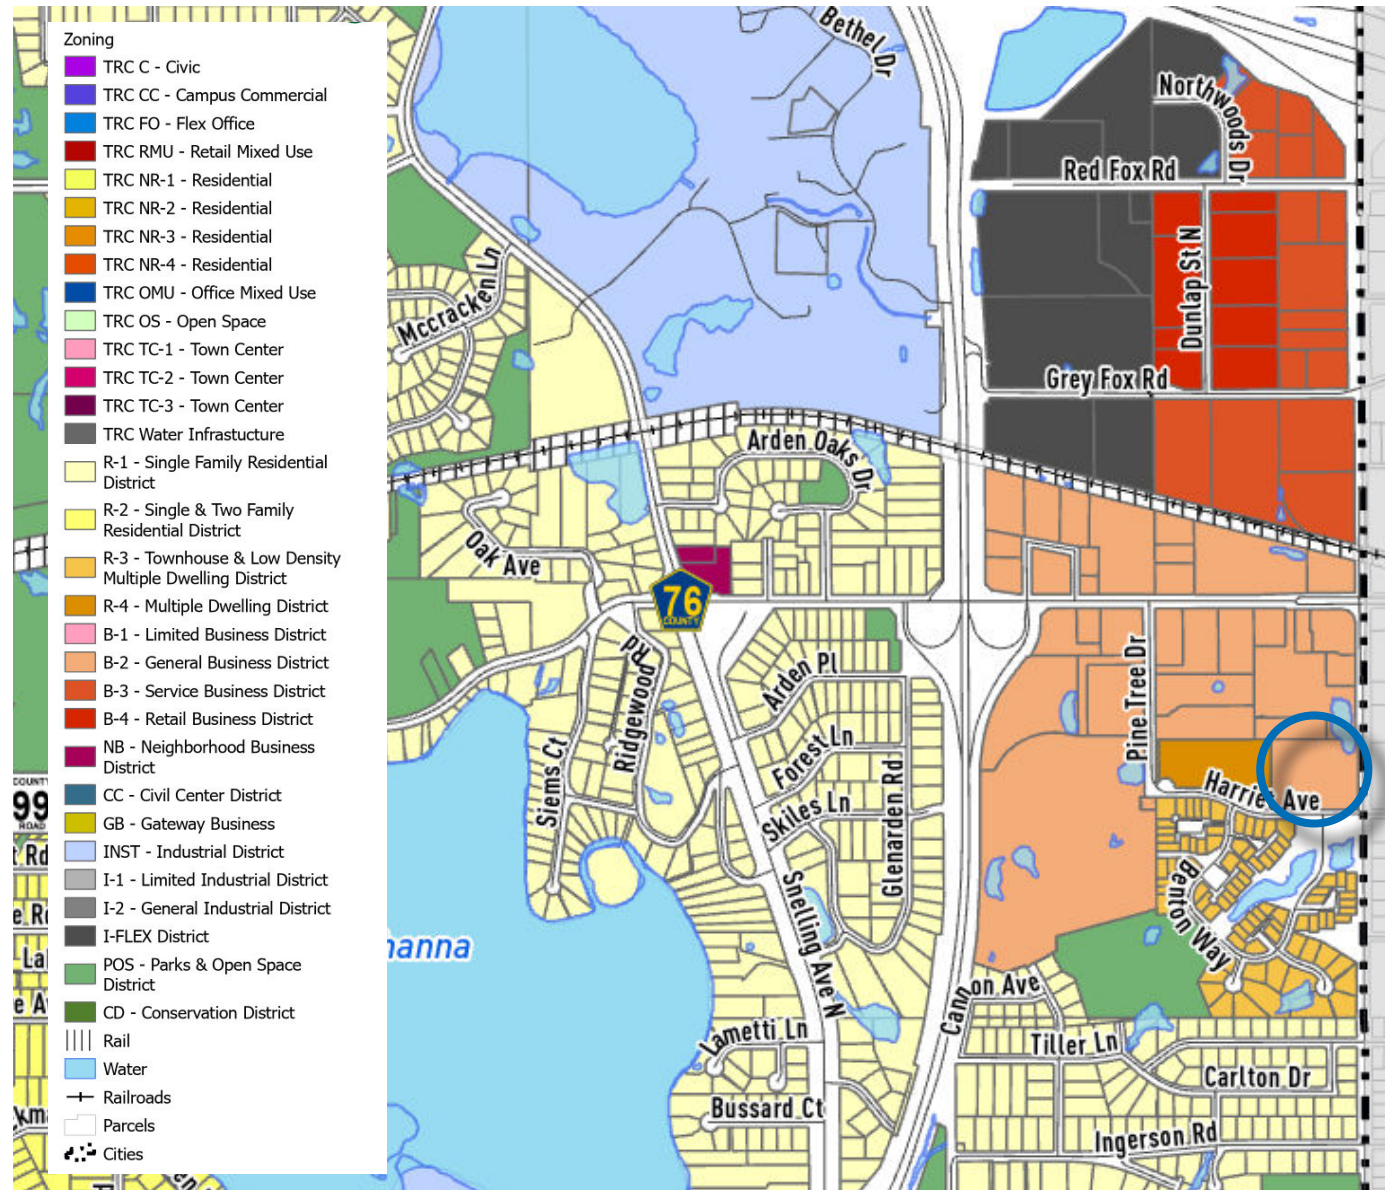 Zoning
TRC C - Civic
TRC CC - Campus Commercial
TRC FO - Flex Office
TRC RMU - Retail Mixed Use
TRC NR-1 - Residential
TRC NR-2 - Residential
TRC NR-3 - Residential
TRC NR-4 - Residential
TRC OMU - Office Mixed Use
TRC OS - Open Space
TRC TC-1 - Town Center
TRC TC-2 - Town Center
TRC TC-3 - Town Center
TRC Water Infrastucture
R-1 - Single Family Residential
District
R-2 - Single & Two Family
Residential District
R-3 - Townhouse & Low Density
Multiple Dwelling District
R-4 - Multiple Dwelling District
B-1 - Limited Business District
B-2 - General Business District
B-3 - Service Business District
B-4 - Retail Business District
NB - Neighborhood Business
District
CC - Civil Center District
GB - Gateway Business
INST - Industrial District
I-1 - Limited Industrial District
I-2 - General Industrial District
I-FLEX District
POS - Parks & Open Space
District
CD - Conservation District
Rail
Water
Railroads
Parcels
Cities
COUNTY
99
ROAD
t Rd
e Ro
La
e Av
Bethel Dr
Northwoods Dr
Red Fox Rd
Dunlap St N
Grey Fox Rd
Mccracken Ln
Arden Oaks Dr
Oak Ave
76
COUNTY
Ridgewood Rd
Siems Ct
Arden Pl
Forest Ln
Skiles Ln
Glenarden Rd
Pine Tree Dr
Harrie Ave
Benton Way
Snelling Ave N
hanna
Cannon Ave
Tiller Ln
Carlton Dr
Lametti Ln
Bussard Ct
Ingerson Rd